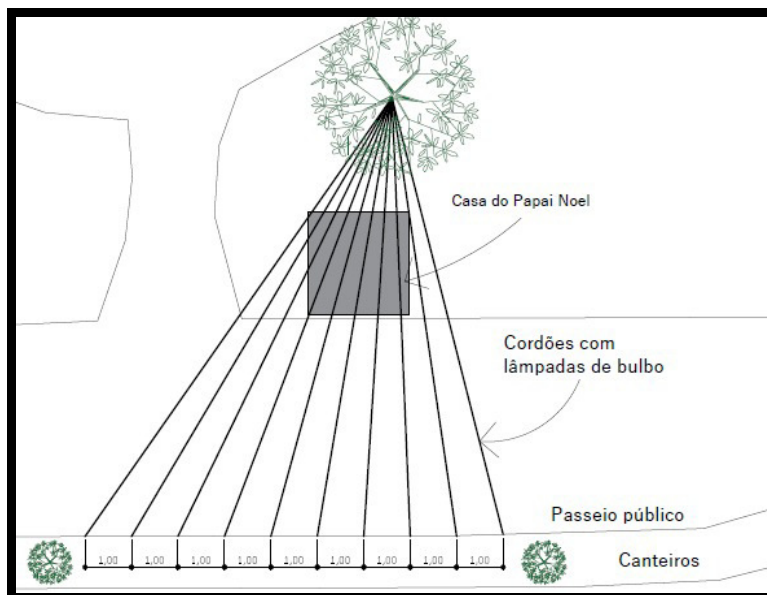 Casa do Papai Noel
Cordões com
lâmpadas de bulbo
Passeio público
1,00 1,00 1,00 1,00 1,00 1,00 1,00 1,00 1,00
Canteiros